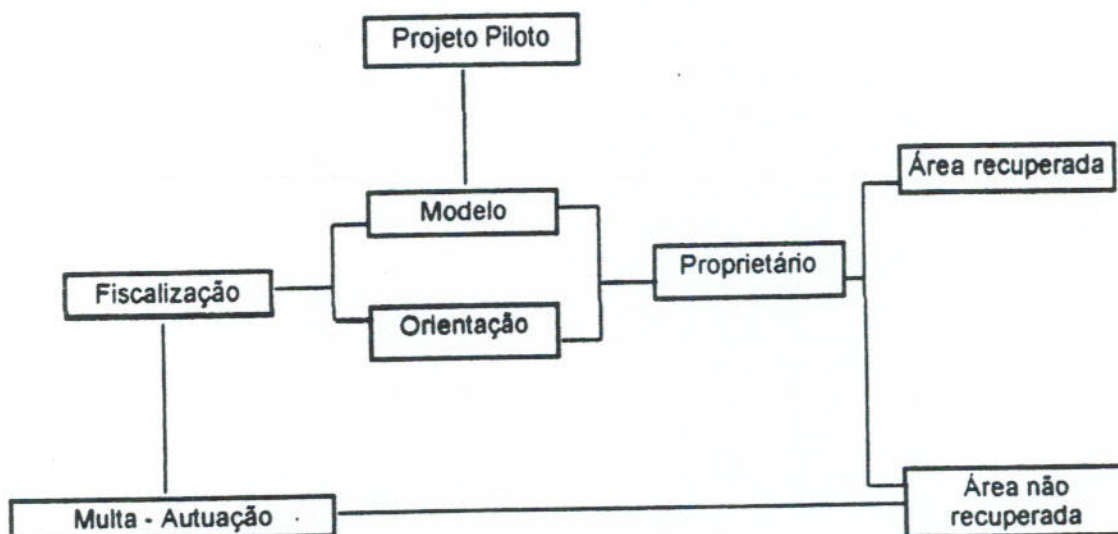 Projeto Piloto
Área recuperada
Modelo
Proprietário
Fiscalização
Orientação
Área não
recuperada
Multa - Autuação